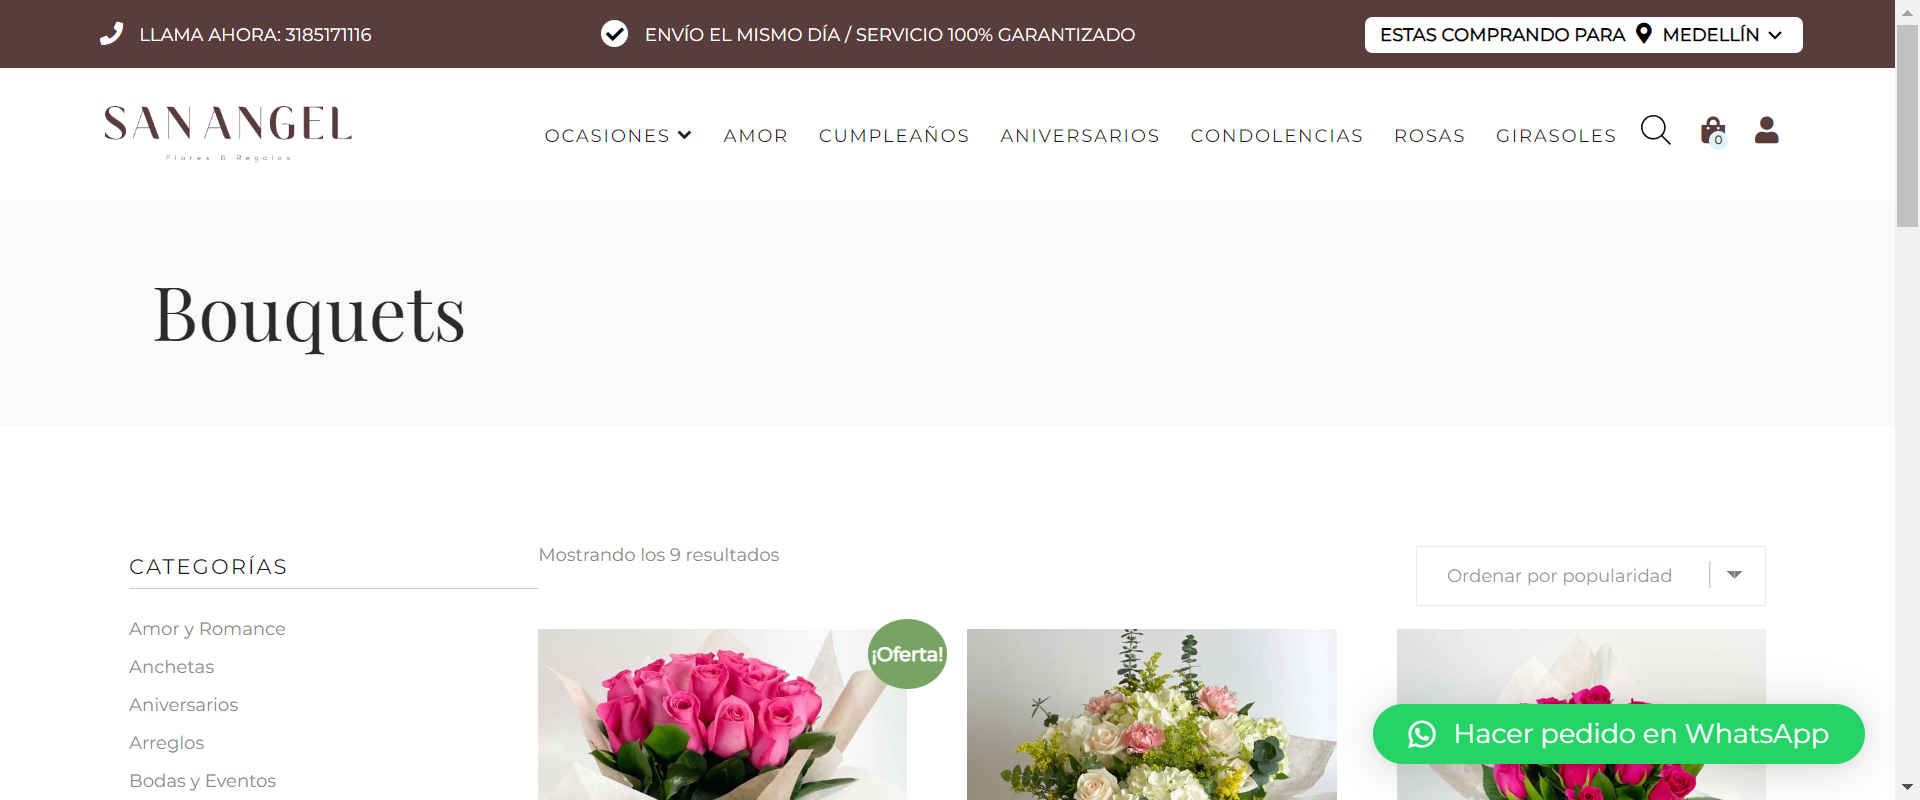 LLAMA AHORA: 3185171116
ENVÍO EL MISMO DÍA / SERVICIO 100% GARANTIZADO
ESTAS COMPRANDO PARA MEDELLÍN
SAN ANGEL
Flores & Regalos
OCASIONES AMOR CUMPLEAÑOS ANIVERSARIOS CONDOLENCIAS ROSAS GIRASOLES
0
Bouquets
CATEGORÍAS
Amor y Romance
Anchetas
Aniversarios
Arreglos
Bodas y Eventos
Mostrando los 9 resultados
Ordenar por popularidad
¡Oferta!
Hacer pedido en WhatsApp